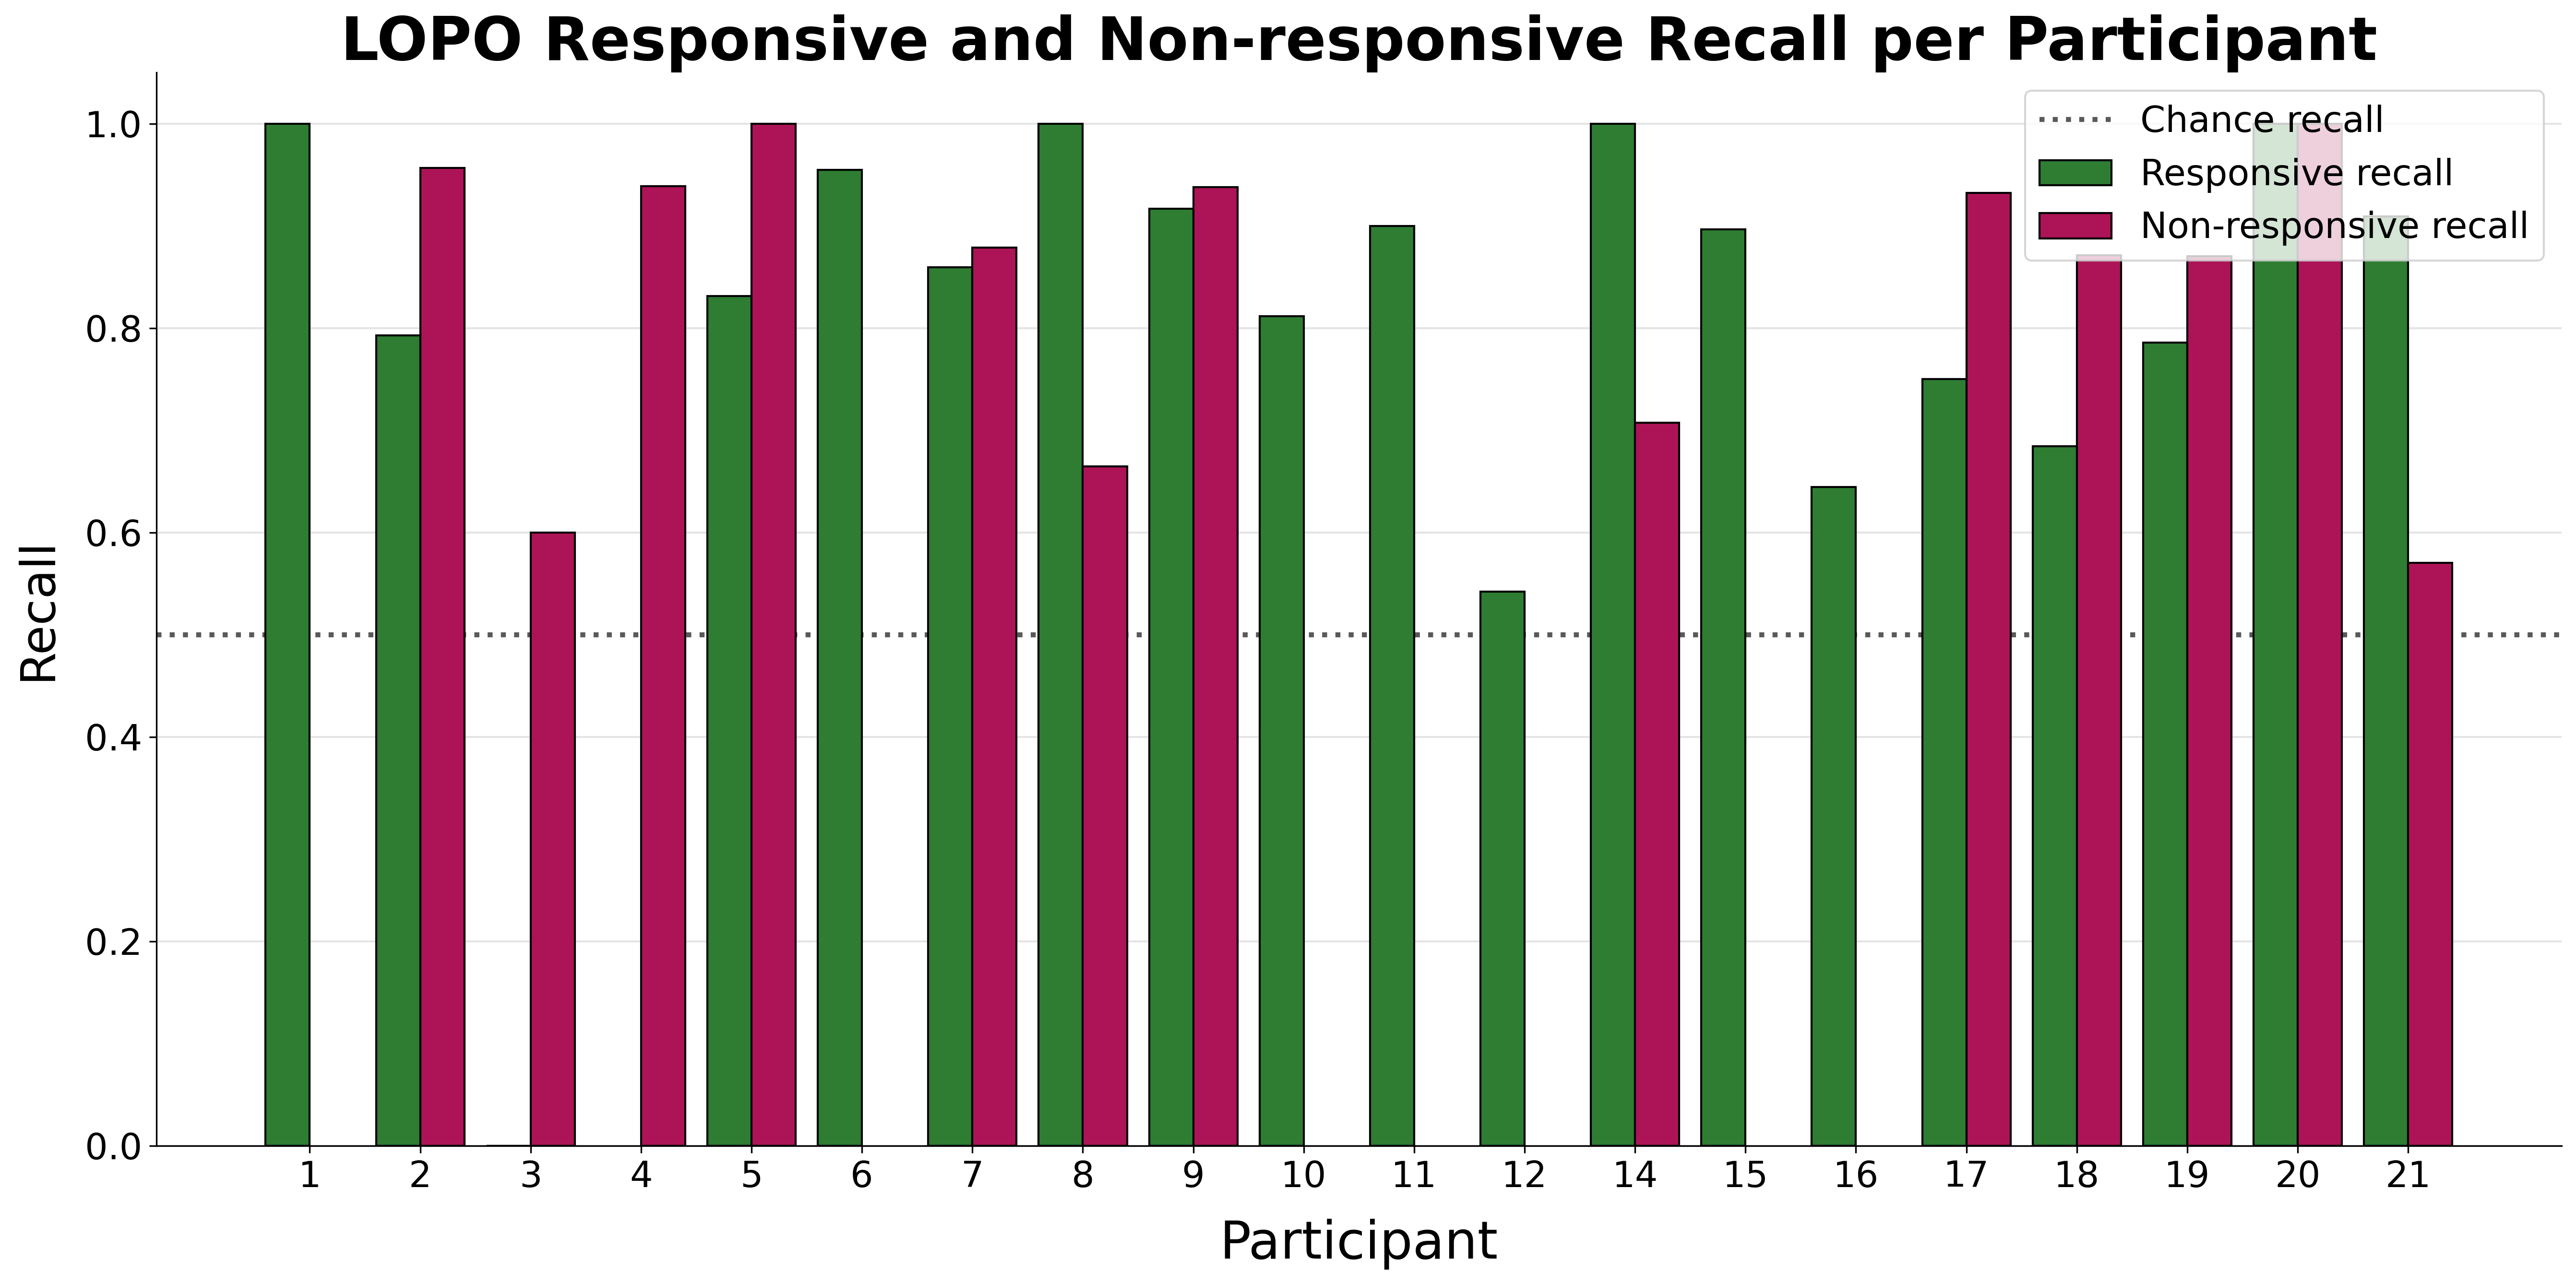 LOPO Responsive and Non-responsive Recall per Participant
Chance recall
Responsive recall
Non-responsive recall
1.0
0.8
0.6
0.4
0.2
0.0
Recall
1 2 3 4 5 6 7 8 9 10 11 12 14 15 16 17 18 19 20 21
Participant